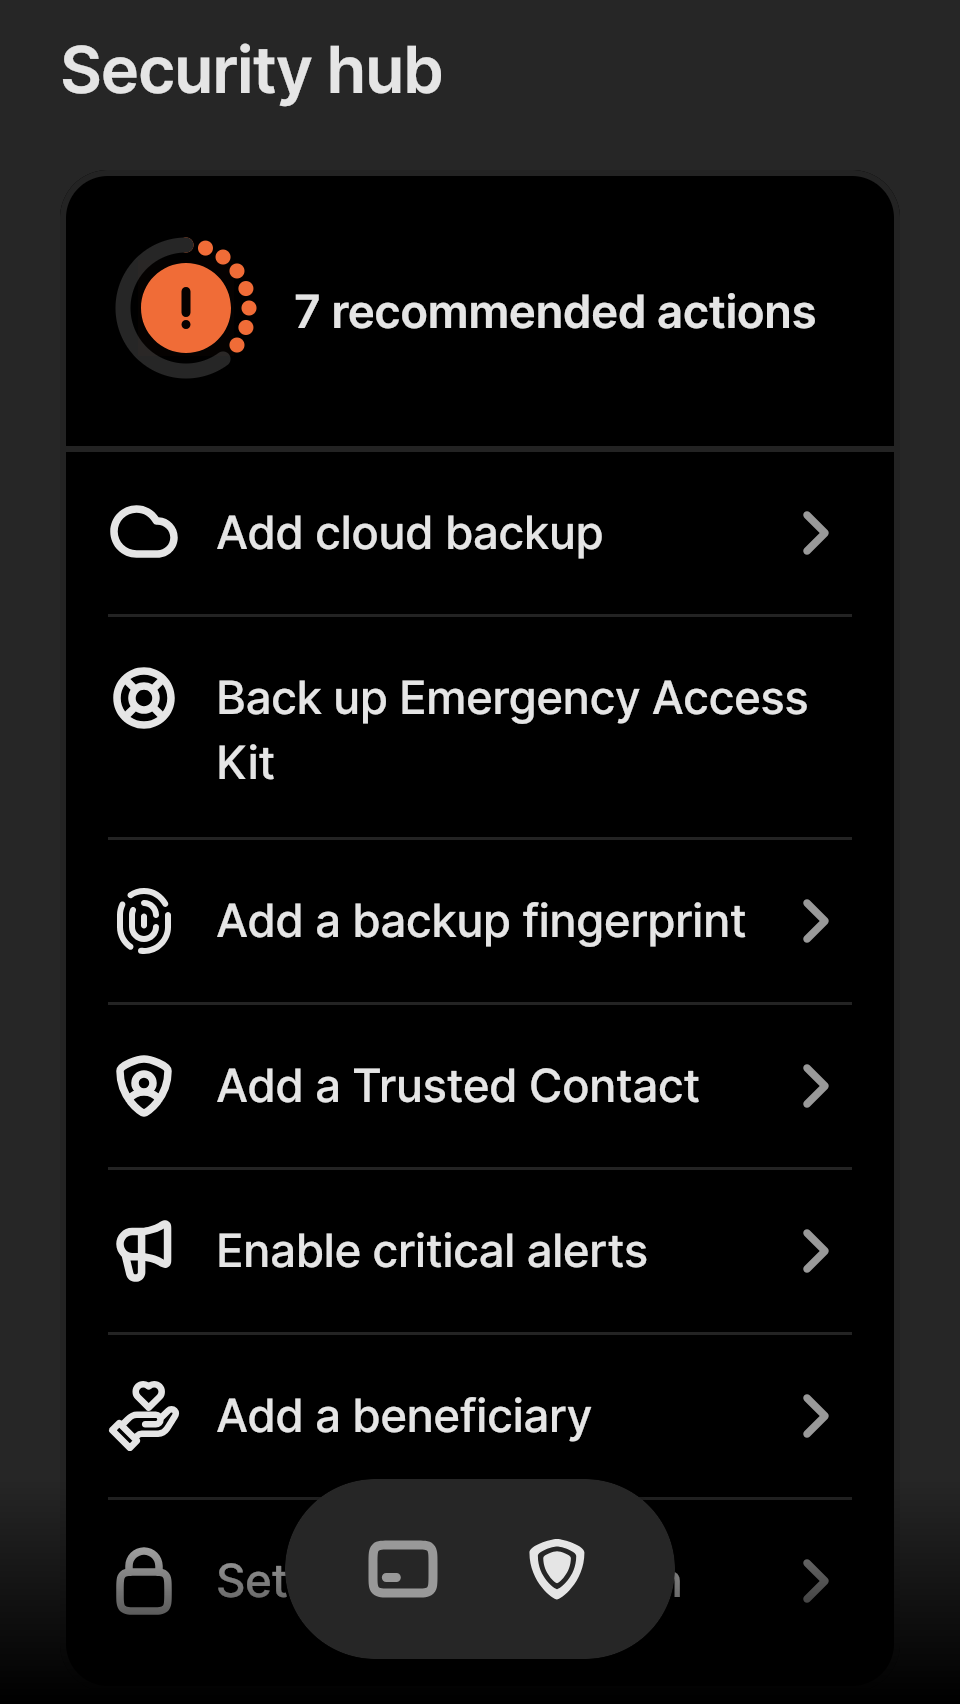 Security hub
7 recommended actions
Add cloud backup
Back up Emergency Access
Kit
Add a backup fingerprint
Add a Trusted Contact
Enable critical alerts
Add a beneficiary
Set